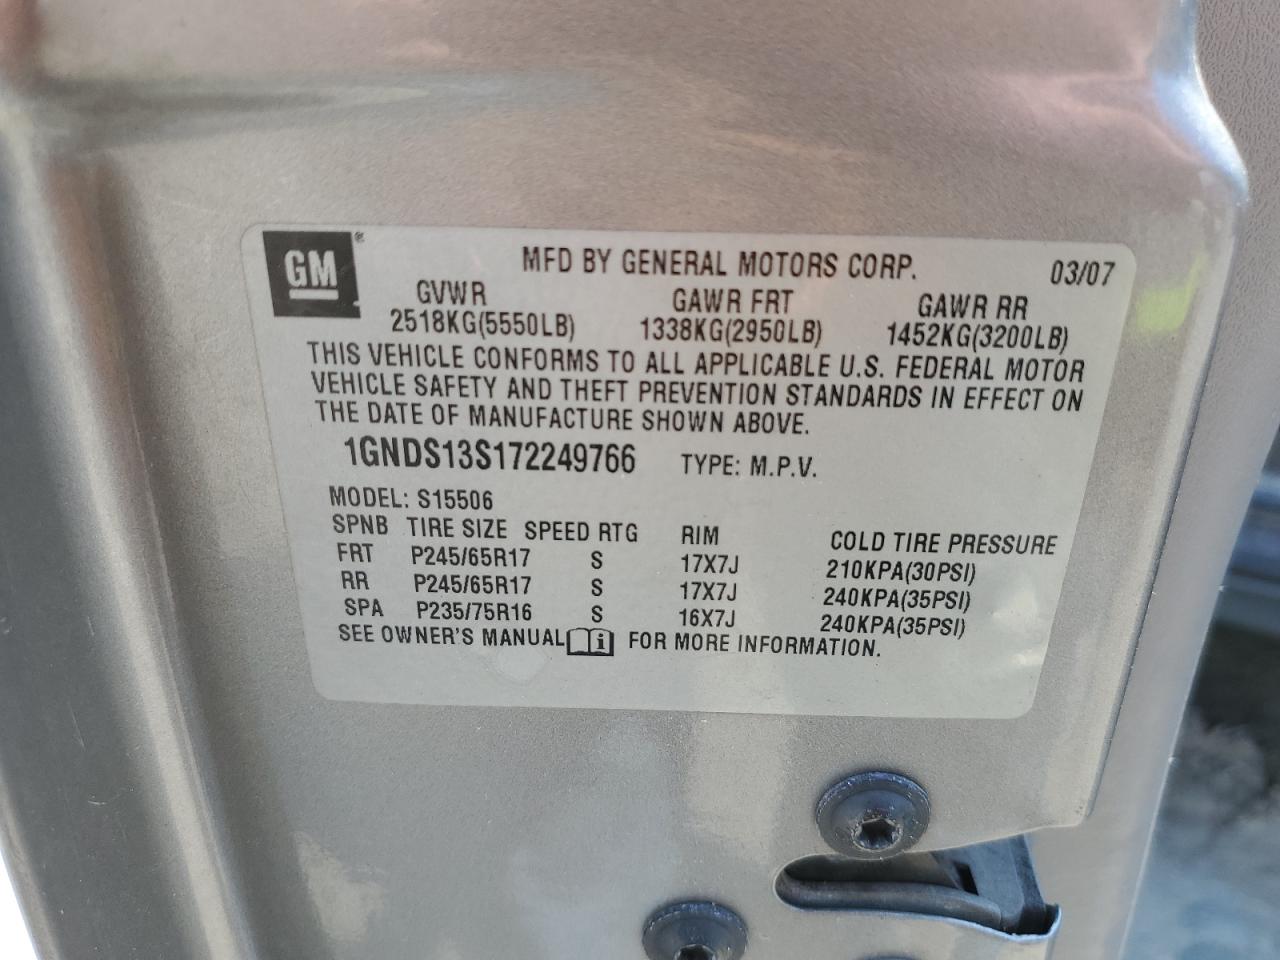 GM®
MFD BY GENERAL MOTORS CORP. 03/07
GVWR GAWR FRT GAWR RR
2518KG(5550LB) 1338KG(2950LB) 1452KG(3200LB)
THIS VEHICLE CONFORMS TO ALL APPLICABLE U.S. FEDERAL MOTOR
VEHICLE SAFETY AND THEFT PREVENTION STANDARDS IN EFFECT ON
THE DATE OF MANUFACTURE SHOWN ABOVE.
1GNDS13S172249766 TYPE: M.P.V.
MODEL: S15506
SPNB TIRE SIZE SPEED RTG RIM COLD TIRE PRESSURE
FRT P245/65R17 S 17X7J 210KPA(30PSI)
RR P245/65R17 S 17X7J 240KPA(35PSI)
SPA P235/75R16 S 16X7J 240KPA(35PSI)
SEE OWNER'S MANUAL i FOR MORE INFORMATION.